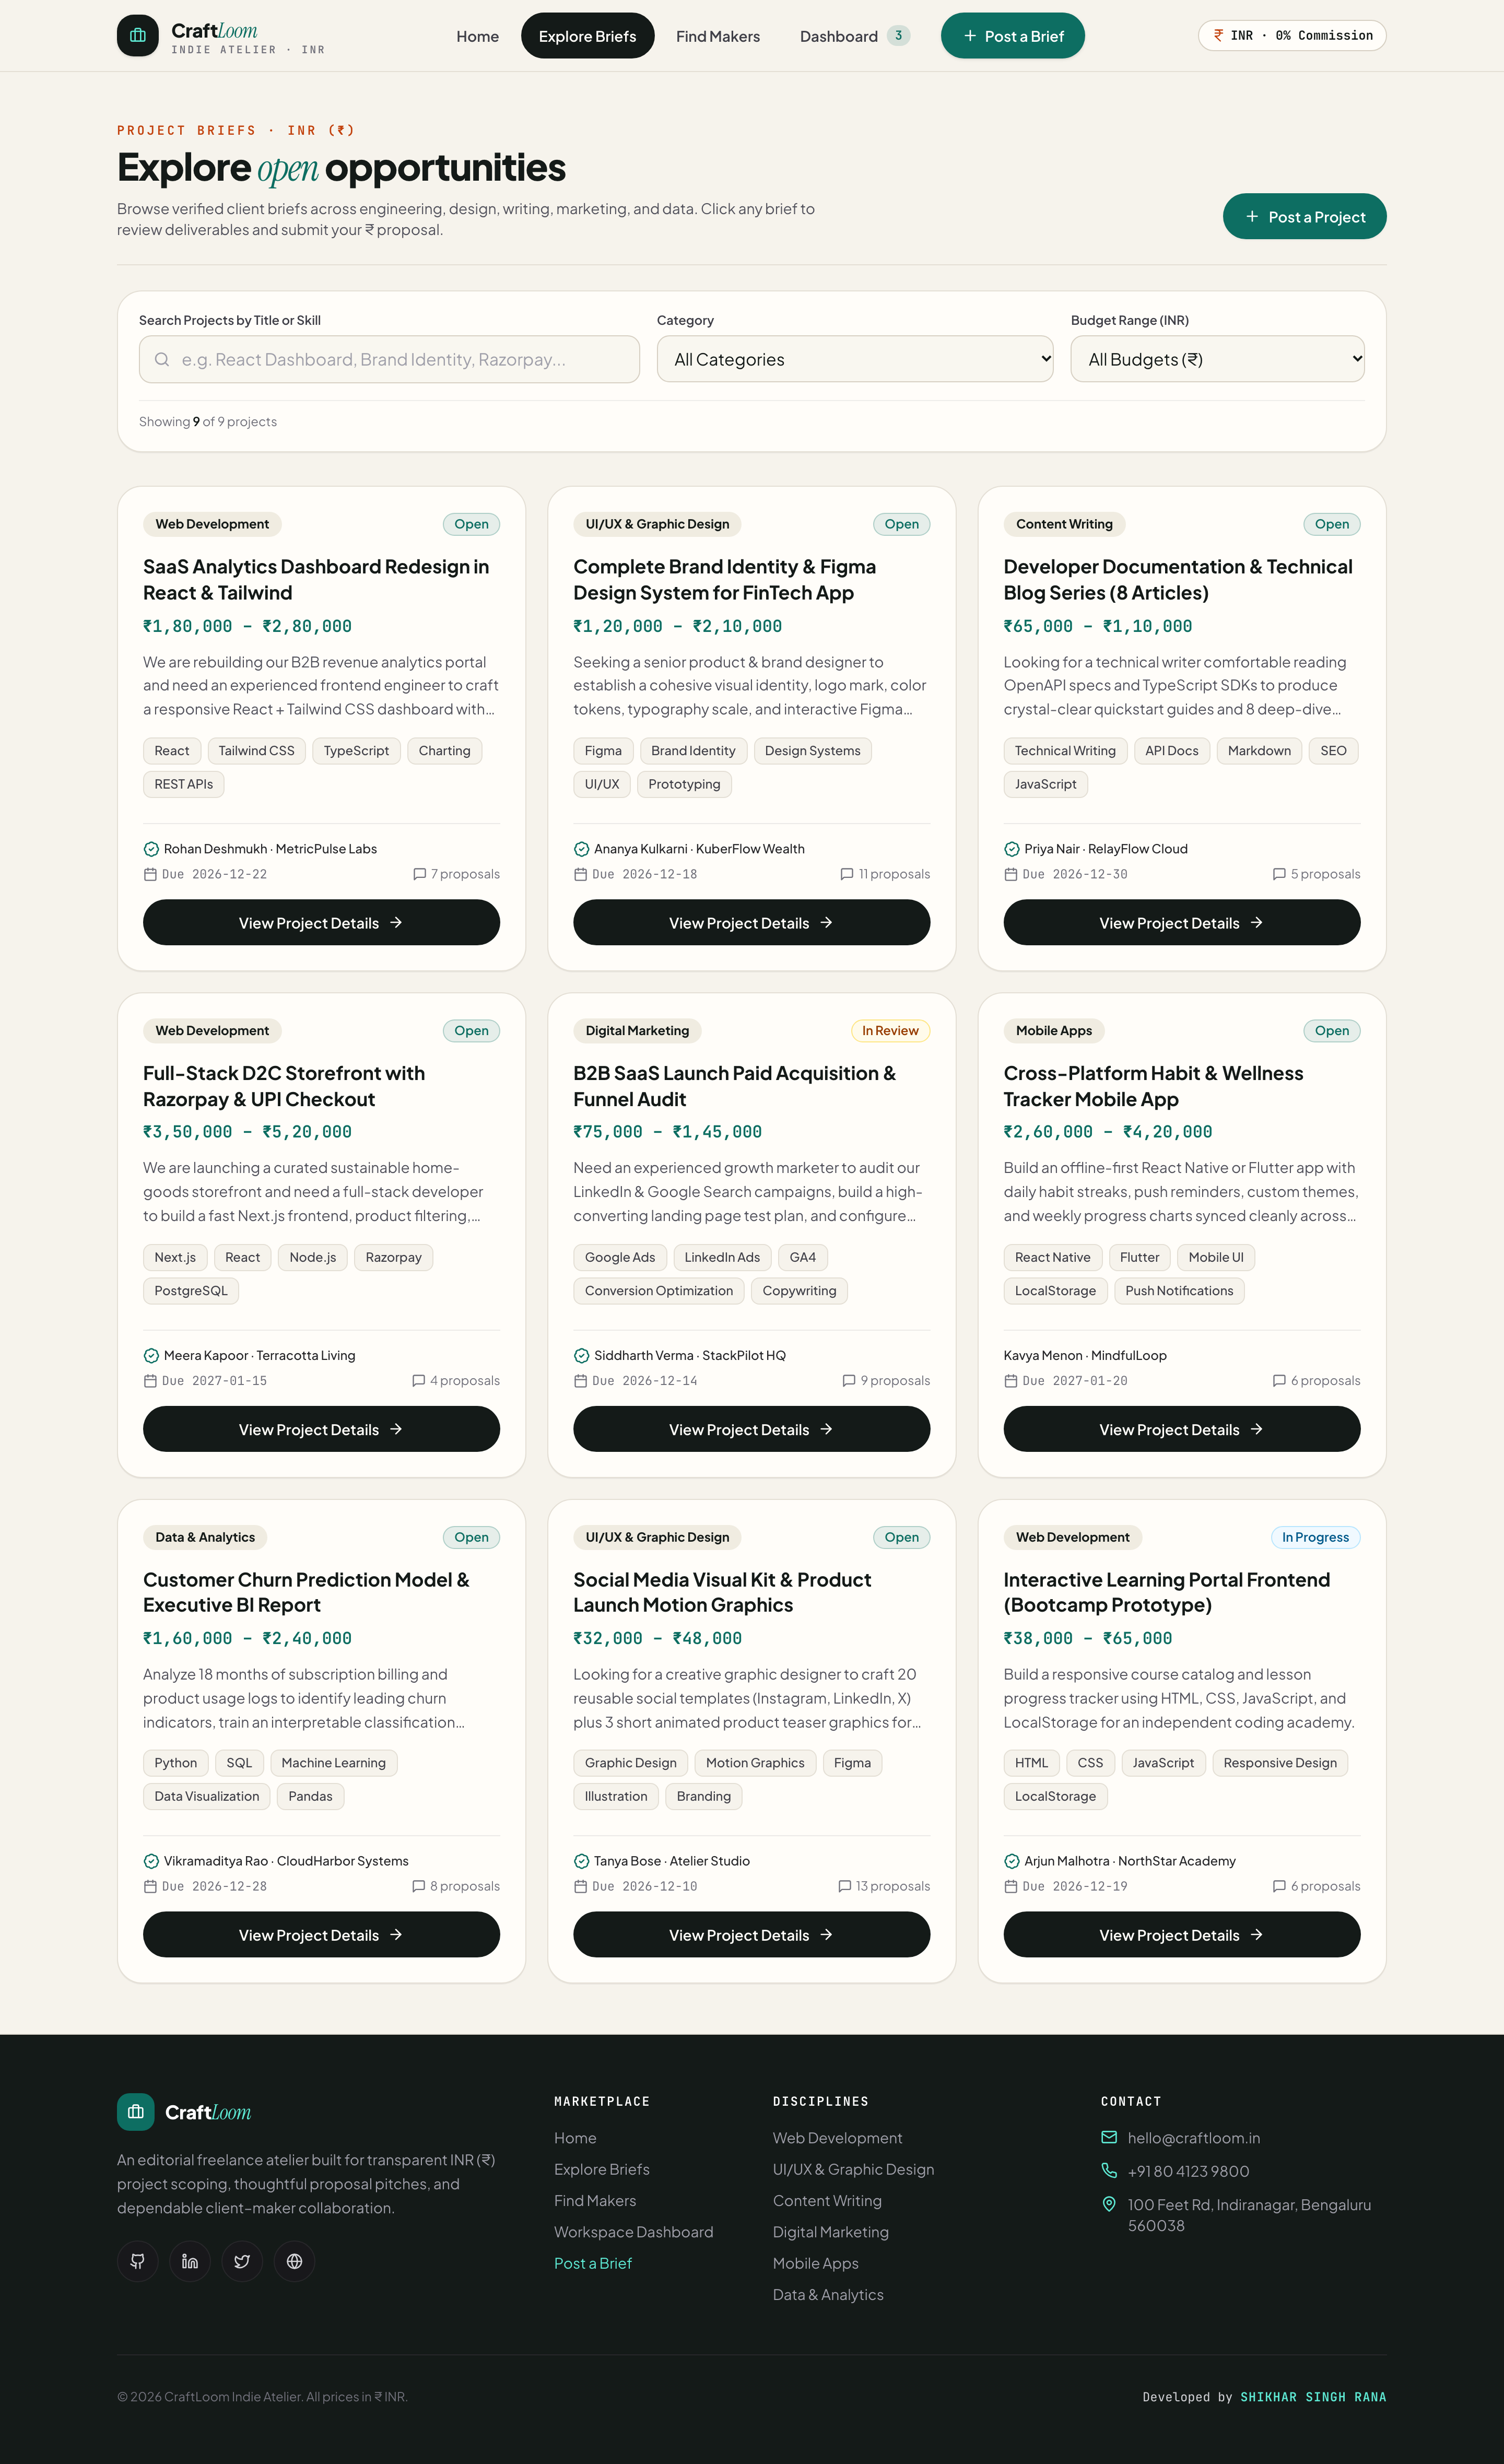 CraftLoom
INDIE ATELIER · INR
Home
Explore Briefs
Find Makers
Dashboard 3
Post a Brief
₹ INR · 0% Commission
PROJECT BRIEFS · INR (₹)
Explore open opportunities
Browse verified client briefs across engineering, design, writing, marketing, and data. Click any brief to
review deliverables and submit your ₹ proposal.
Post a Project
Search Projects by Title or Skill
e.g. React Dashboard, Brand Identity, Razorpay...
Category
All Categories
Budget Range (INR)
All Budgets (₹)
Showing 9 of 9 projects
Web Development
Open
SaaS Analytics Dashboard Redesign in
React & Tailwind
₹1,80,000 – ₹2,80,000
We are rebuilding our B2B revenue analytics portal
and need an experienced frontend engineer to craft
a responsive React + Tailwind CSS dashboard with…
React
Tailwind CSS
TypeScript
Charting
REST APIs
Rohan Deshmukh · MetricPulse Labs
Due 2026-12-22
7 proposals
View Project Details
UI/UX & Graphic Design
Open
Complete Brand Identity & Figma
Design System for FinTech App
₹1,20,000 – ₹2,10,000
Seeking a senior product & brand designer to
establish a cohesive visual identity, logo mark, color
tokens, typography scale, and interactive Figma…
Figma
Brand Identity
Design Systems
UI/UX
Prototyping
Ananya Kulkarni · KuberFlow Wealth
Due 2026-12-18
11 proposals
View Project Details
Content Writing
Open
Developer Documentation & Technical
Blog Series (8 Articles)
₹65,000 – ₹1,10,000
Looking for a technical writer comfortable reading
OpenAPI specs and TypeScript SDKs to produce
crystal-clear quickstart guides and 8 deep-dive…
Technical Writing
API Docs
Markdown
SEO
JavaScript
Priya Nair · RelayFlow Cloud
Due 2026-12-30
5 proposals
View Project Details
Web Development
Open
Full-Stack D2C Storefront with
Razorpay & UPI Checkout
₹3,50,000 – ₹5,20,000
We are launching a curated sustainable home-
goods storefront and need a full-stack developer
to build a fast Next.js frontend, product filtering,…
Next.js
React
Node.js
Razorpay
PostgreSQL
Meera Kapoor · Terracotta Living
Due 2027-01-15
4 proposals
View Project Details
Digital Marketing
In Review
B2B SaaS Launch Paid Acquisition &
Funnel Audit
₹75,000 – ₹1,45,000
Need an experienced growth marketer to audit our
LinkedIn & Google Search campaigns, build a high-
converting landing page test plan, and configure…
Google Ads
LinkedIn Ads
GA4
Conversion Optimization
Copywriting
Siddharth Verma · StackPilot HQ
Due 2026-12-14
9 proposals
View Project Details
Mobile Apps
Open
Cross-Platform Habit & Wellness
Tracker Mobile App
₹2,60,000 – ₹4,20,000
Build an offline-first React Native or Flutter app with
daily habit streaks, push reminders, custom themes,
and weekly progress charts synced cleanly across…
React Native
Flutter
Mobile UI
LocalStorage
Push Notifications
Kavya Menon · MindfulLoop
Due 2027-01-20
6 proposals
View Project Details
Data & Analytics
Open
Customer Churn Prediction Model &
Executive BI Report
₹1,60,000 – ₹2,40,000
Analyze 18 months of subscription billing and
product usage logs to identify leading churn
indicators, train an interpretable classification…
Python
SQL
Machine Learning
Data Visualization
Pandas
Vikramaditya Rao · CloudHarbor Systems
Due 2026-12-28
8 proposals
View Project Details
UI/UX & Graphic Design
Open
Social Media Visual Kit & Product
Launch Motion Graphics
₹32,000 – ₹48,000
Looking for a creative graphic designer to craft 20
reusable social templates (Instagram, LinkedIn, X)
plus 3 short animated product teaser graphics for…
Graphic Design
Motion Graphics
Figma
Illustration
Branding
Tanya Bose · Atelier Studio
Due 2026-12-10
13 proposals
View Project Details
Web Development
In Progress
Interactive Learning Portal Frontend
(Bootcamp Prototype)
₹38,000 – ₹65,000
Build a responsive course catalog and lesson
progress tracker using HTML, CSS, JavaScript, and
LocalStorage for an independent coding academy.
HTML
CSS
JavaScript
Responsive Design
LocalStorage
Arjun Malhotra · NorthStar Academy
Due 2026-12-19
6 proposals
View Project Details
CraftLoom
An editorial freelance atelier built for transparent INR (₹)
project scoping, thoughtful proposal pitches, and
dependable client–maker collaboration.
MARKETPLACE
Home
Explore Briefs
Find Makers
Workspace Dashboard
Post a Brief
DISCIPLINES
Web Development
UI/UX & Graphic Design
Content Writing
Digital Marketing
Mobile Apps
Data & Analytics
CONTACT
hello@craftloom.in
+91 80 4123 9800
100 Feet Rd, Indiranagar, Bengaluru
560038
© 2026 CraftLoom Indie Atelier. All prices in ₹ INR.
Developed by SHIKHAR SINGH RANA